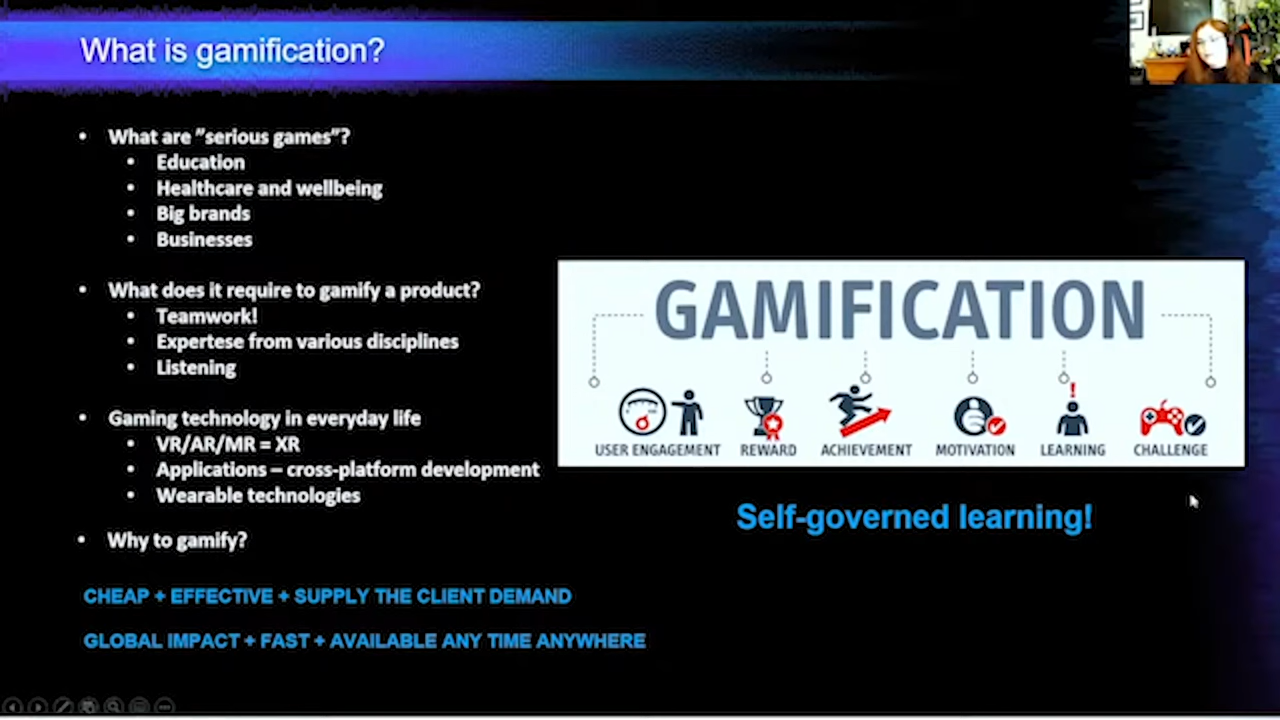 What is gamification?
What are ”serious games”?
Education
Healthcare and wellbeing
Big brands
Businesses
What does it require to gamify a product?
Teamwork!
Expertese from various disciplines
Listening
Gaming technology in everyday life
VR/AR/MR = XR
Applications – cross-platform development
Wearable technologies
Why to gamify?
CHEAP + EFFECTIVE + SUPPLY THE CLIENT DEMAND
GLOBAL IMPACT + FAST + AVAILABLE ANY TIME ANYWHERE
GAMIFICATION
USER ENGAGEMENT REWARD ACHIEVEMENT MOTIVATION LEARNING CHALLENGE
Self-governed learning!